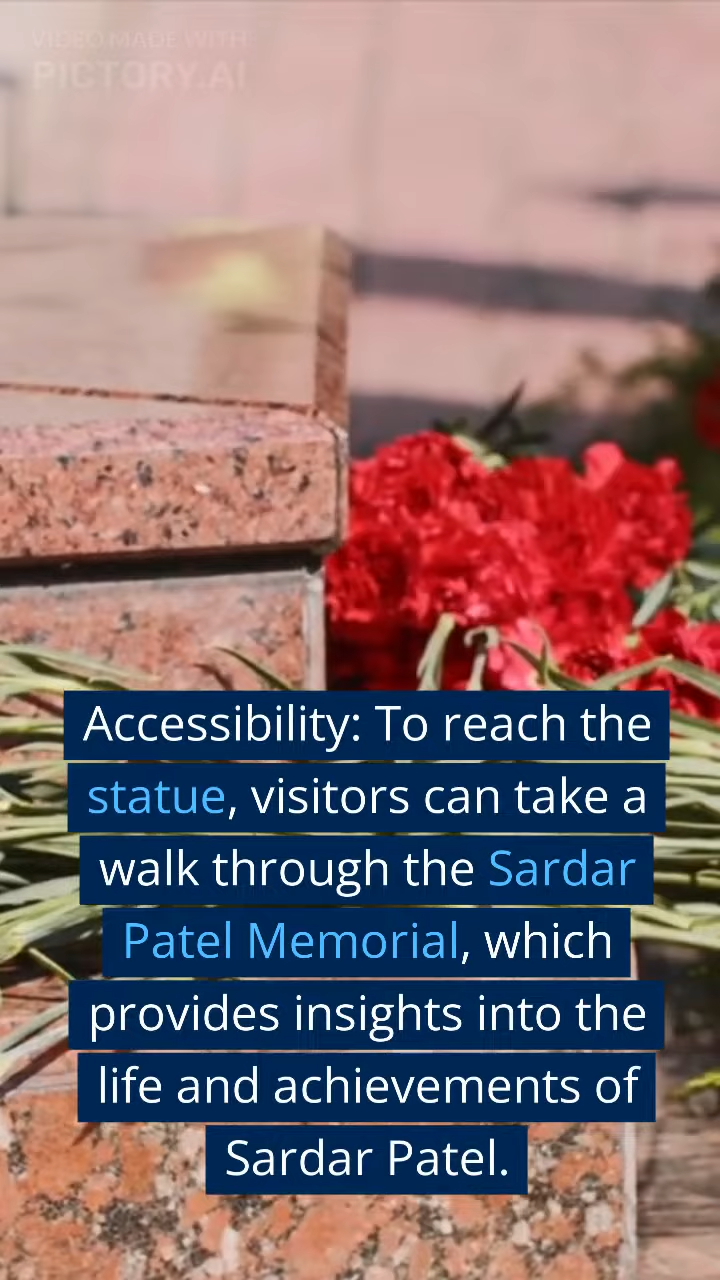 VIDEO MADE WITH
PICTORY.AI
Accessibility: To reach the
statue, visitors can take a
walk through the Sardar
Patel Memorial, which
provides insights into the
life and achievements of
Sardar Patel.